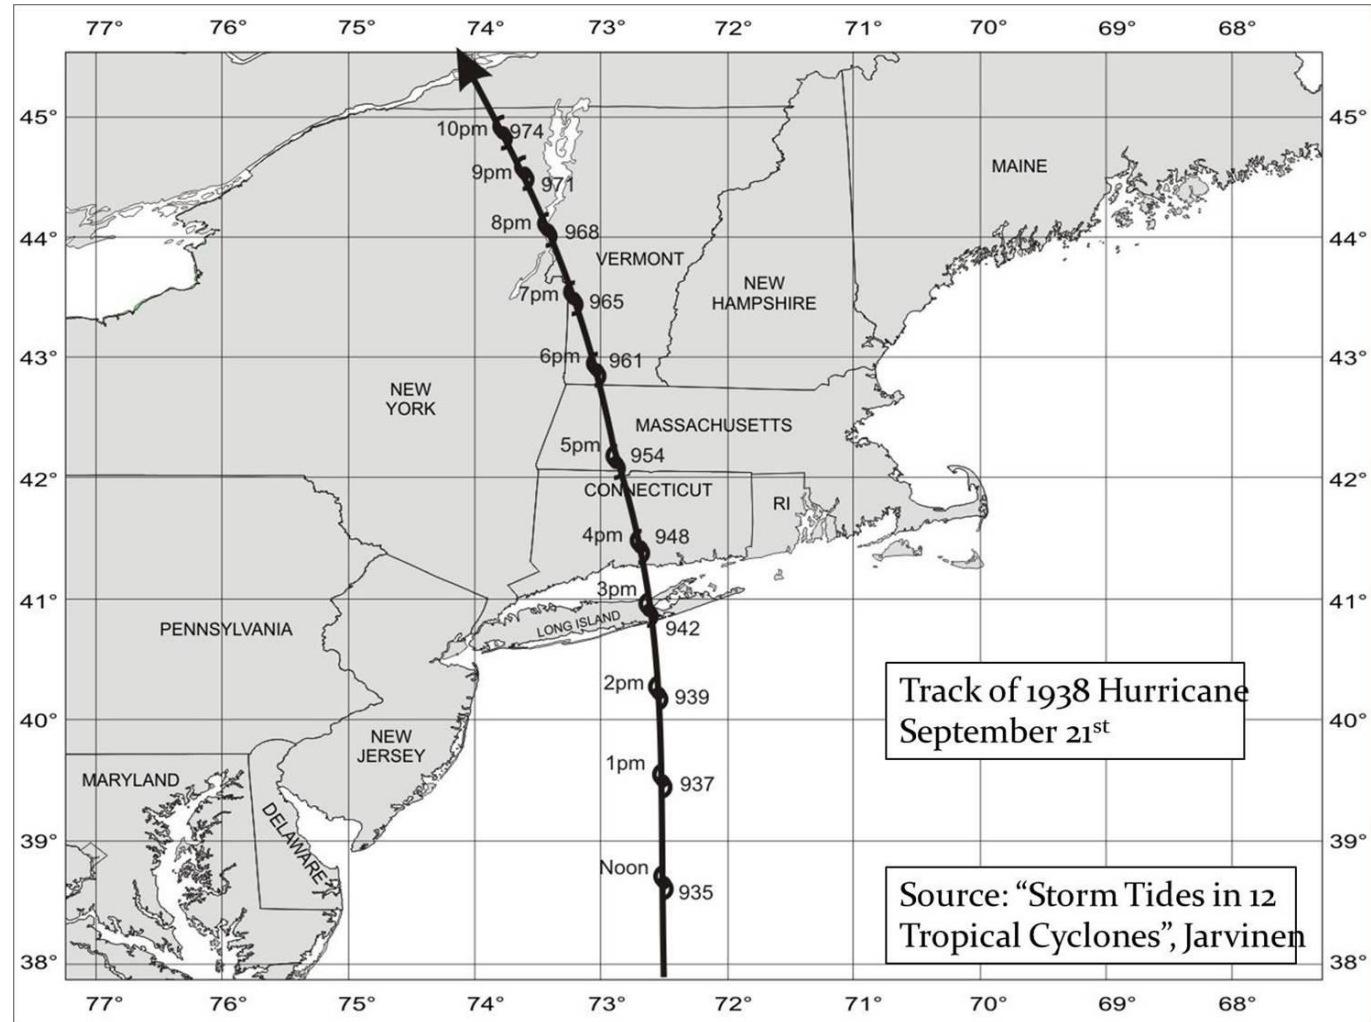 77° 76° 75° 74° 73° 72° 71° 70° 69° 68°
45° 45°
10pm 974
MAINE
9pm 971
8pm 968
44° 44°
VERMONT
NEW
HAMPSHIRE
7pm 965
43° 43°
6pm 961
NEW
YORK
MASSACHUSETTS
5pm 954
42° 42°
CONNECTICUT
RI
4pm 948
3pm
41° 41°
LONG ISLAND
942
PENNSYLVANIA
2pm 939
Track of 1938 Hurricane
September 21st
40° 40°
NEW
JERSEY
1pm 937
MARYLAND
DELAWARE
39° 39°
Noon 935
Source: “Storm Tides in 12
Tropical Cyclones”, Jarvinen
38° 38°
77° 76° 75° 74° 73° 72° 71° 70° 69° 68°